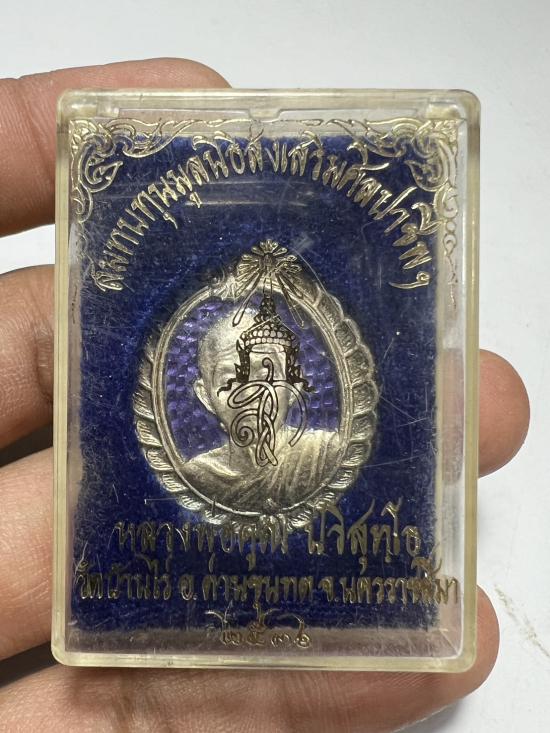 สมทบทุนมูลนิธิส่งเสริมศิลปาชีพฯ
สก
หลวงพ่อคูณ ปริสุทฺโธ
วัดบ้านไร่ อ.ด่านขุนทด จ.นครราชสีมา
๒๕๓๖